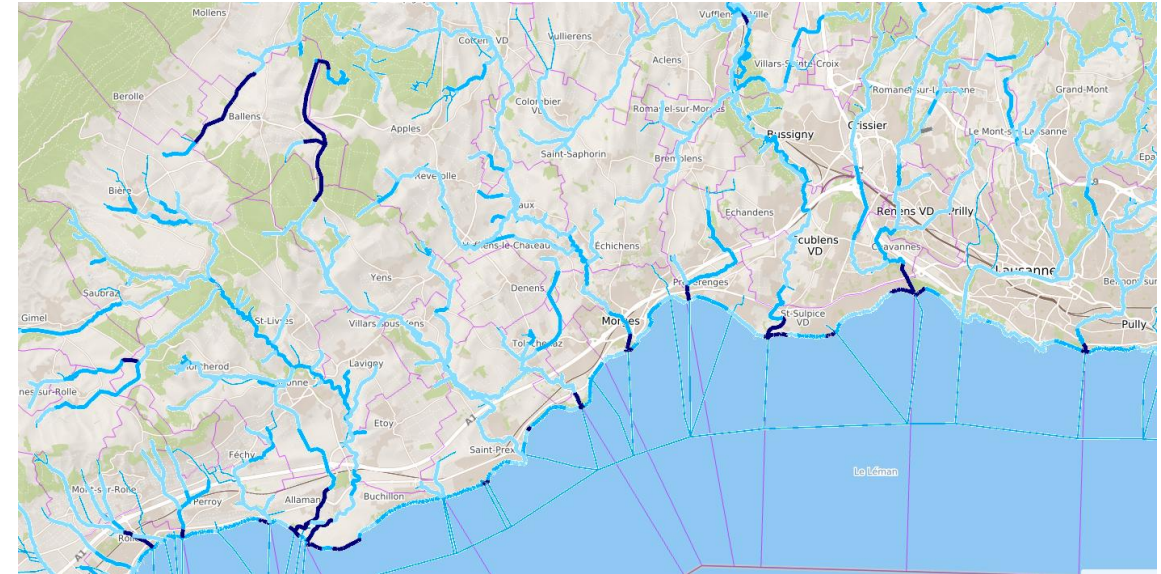 Mollens
Vufflens-la-Ville
Cottens VD
Vullierens
Aclens
Villars-Sainte-Croix
Berolle
Colombier
VD
Romanel-sur-Morges
Romanel-sur-Lausanne
Grand-Mont
Ballens
Apples
Bussigny
Crissier
Le Mont-sur-Lausanne
Saint-Saphorin
Bremblens
Reverolle
Bière
Echandens
Renens VD
Prilly
Échichens
Ecublens
VD
Chavannes
Lausanne
Yens
Denens
Préverenges
Saubraz
Gimel
St-Livres
Villars-sous-Yens
Morges
St-Sulpice
VD
Pully
Lavigny
Tolochenaz
Etoy
A1
Féchy
Saint-Prex
Le Léman
Mont-sur-Rolle
Perroy
Allaman
Buchillon
A1